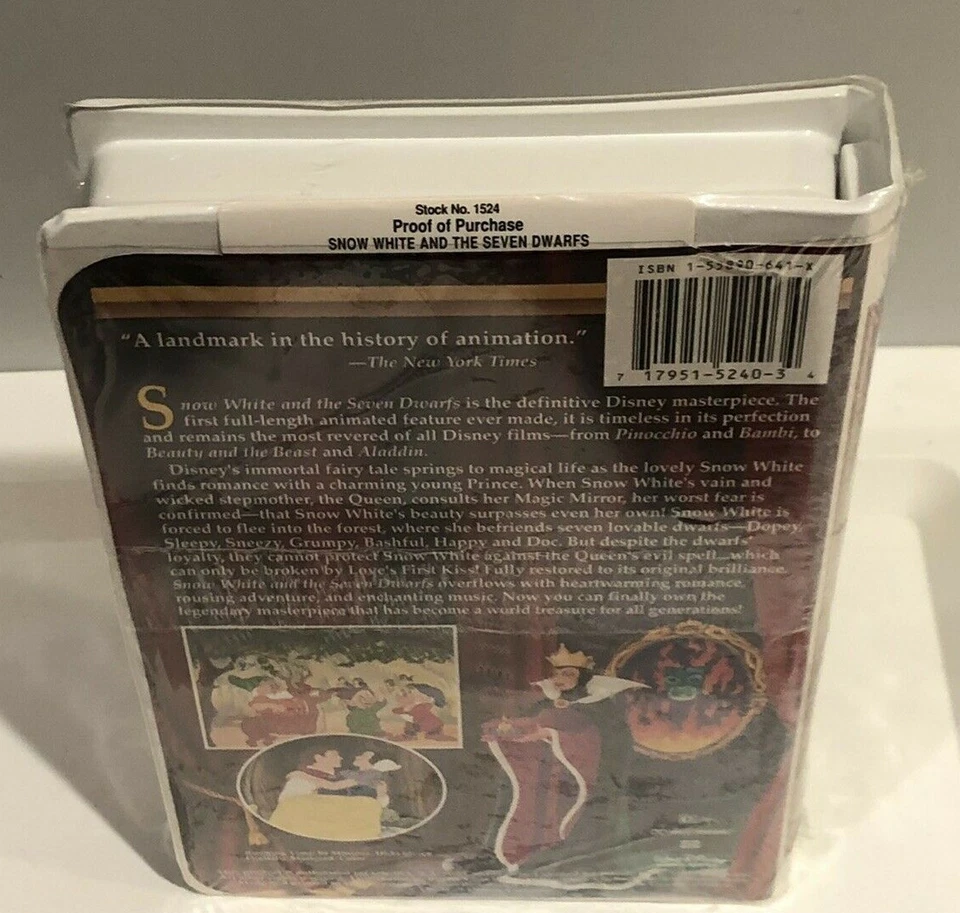 Stock No. 1524
Proof of Purchase
SNOW WHITE AND THE SEVEN DWARFS
ISBN 1-55890-641-X
7 17951-5240-3 4
"A landmark in the history of animation."
—The New York Times
Snow White and the Seven Dwarfs is the definitive Disney masterpiece. The
first full-length animated feature ever made, it is timeless in its perfection
and remains the most revered of all Disney films—from Pinocchio and Bambi, to
Beauty and the Beast and Aladdin.
Disney's immortal fairy tale springs to magical life as the lovely Snow White
finds romance with a charming young Prince. When Snow White's vain and
wicked stepmother, the Queen, consults her Magic Mirror, her worst fear is
confirmed—that Snow White's beauty surpasses even her own! Snow White is
forced to flee into the forest, where she befriends seven lovable dwarfs—Dopey,
Sleepy, Sneezy, Grumpy, Bashful, Happy and Doc. But despite the dwarfs'
loyalty, they cannot protect Snow White against the Queen's evil spell...which
can only be broken by Love's First Kiss! Fully restored to its original brilliance,
Snow White and the Seven Dwarfs overflows with heartwarming romance,
rousing adventure, and enchanting music. Now you can finally own the
legendary masterpiece that has become a world treasure for all generations!